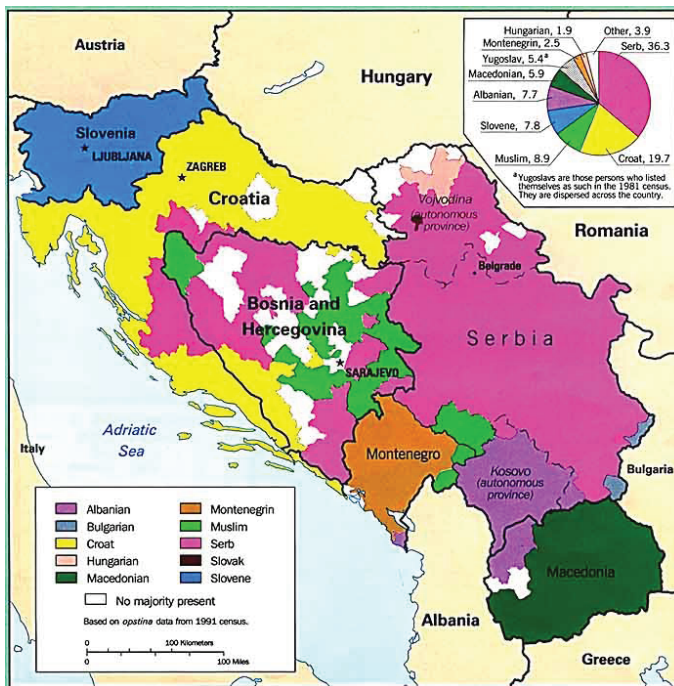 Austria
Hungary
Hungarian, 1.9
Other, 3.9
Montenegrin, 2.5
Serb, 36.3
Yugoslav, 5.4ª
Macedonian, 5.9
Albanian, 7.7
Slovene, 7.8
Muslim, 8.9
Croat, 19.7
ª Yugoslavs are those persons who listed
themselves as such in the 1981 census.
They are dispersed across the country.
Slovenia
LJUBLJANA
ZAGREB
Croatia
Vojvodina
(autonomous
province)
Romania
Belgrade
Bosnia and
Hercegovina
Serbia
SARAJEVO
Adriatic
Sea
Italy
Montenegro
Kosovo
(autonomous
province)
Bulgaria
Macedonia
Albania
Greece
Albanian
Bulgarian
Croat
Hungarian
Macedonian
Montenegrin
Muslim
Serb
Slovak
Slovene
No majority present
Based on opstina data from 1991 census.
0 100 Kilometers
0 100 Miles